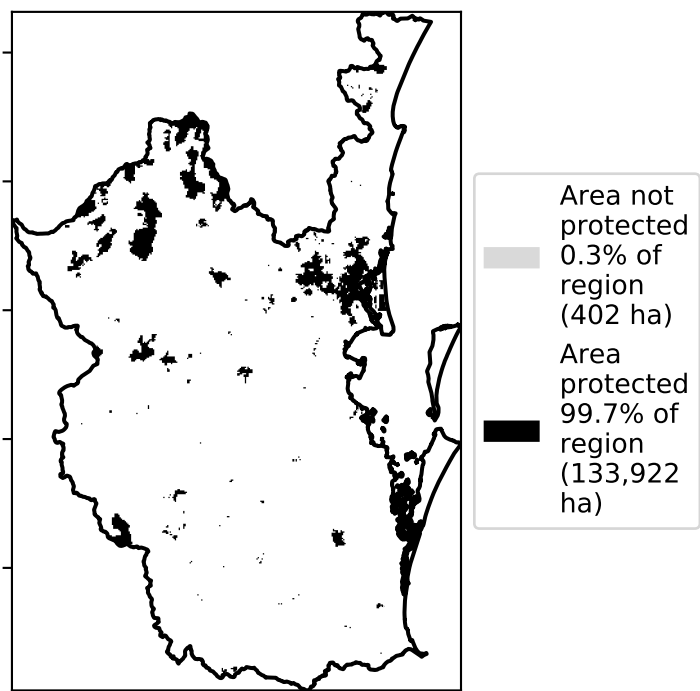 Area not
protected
0.3% of
region
(402 ha)
Area
protected
99.7% of
region
(133,922
ha)